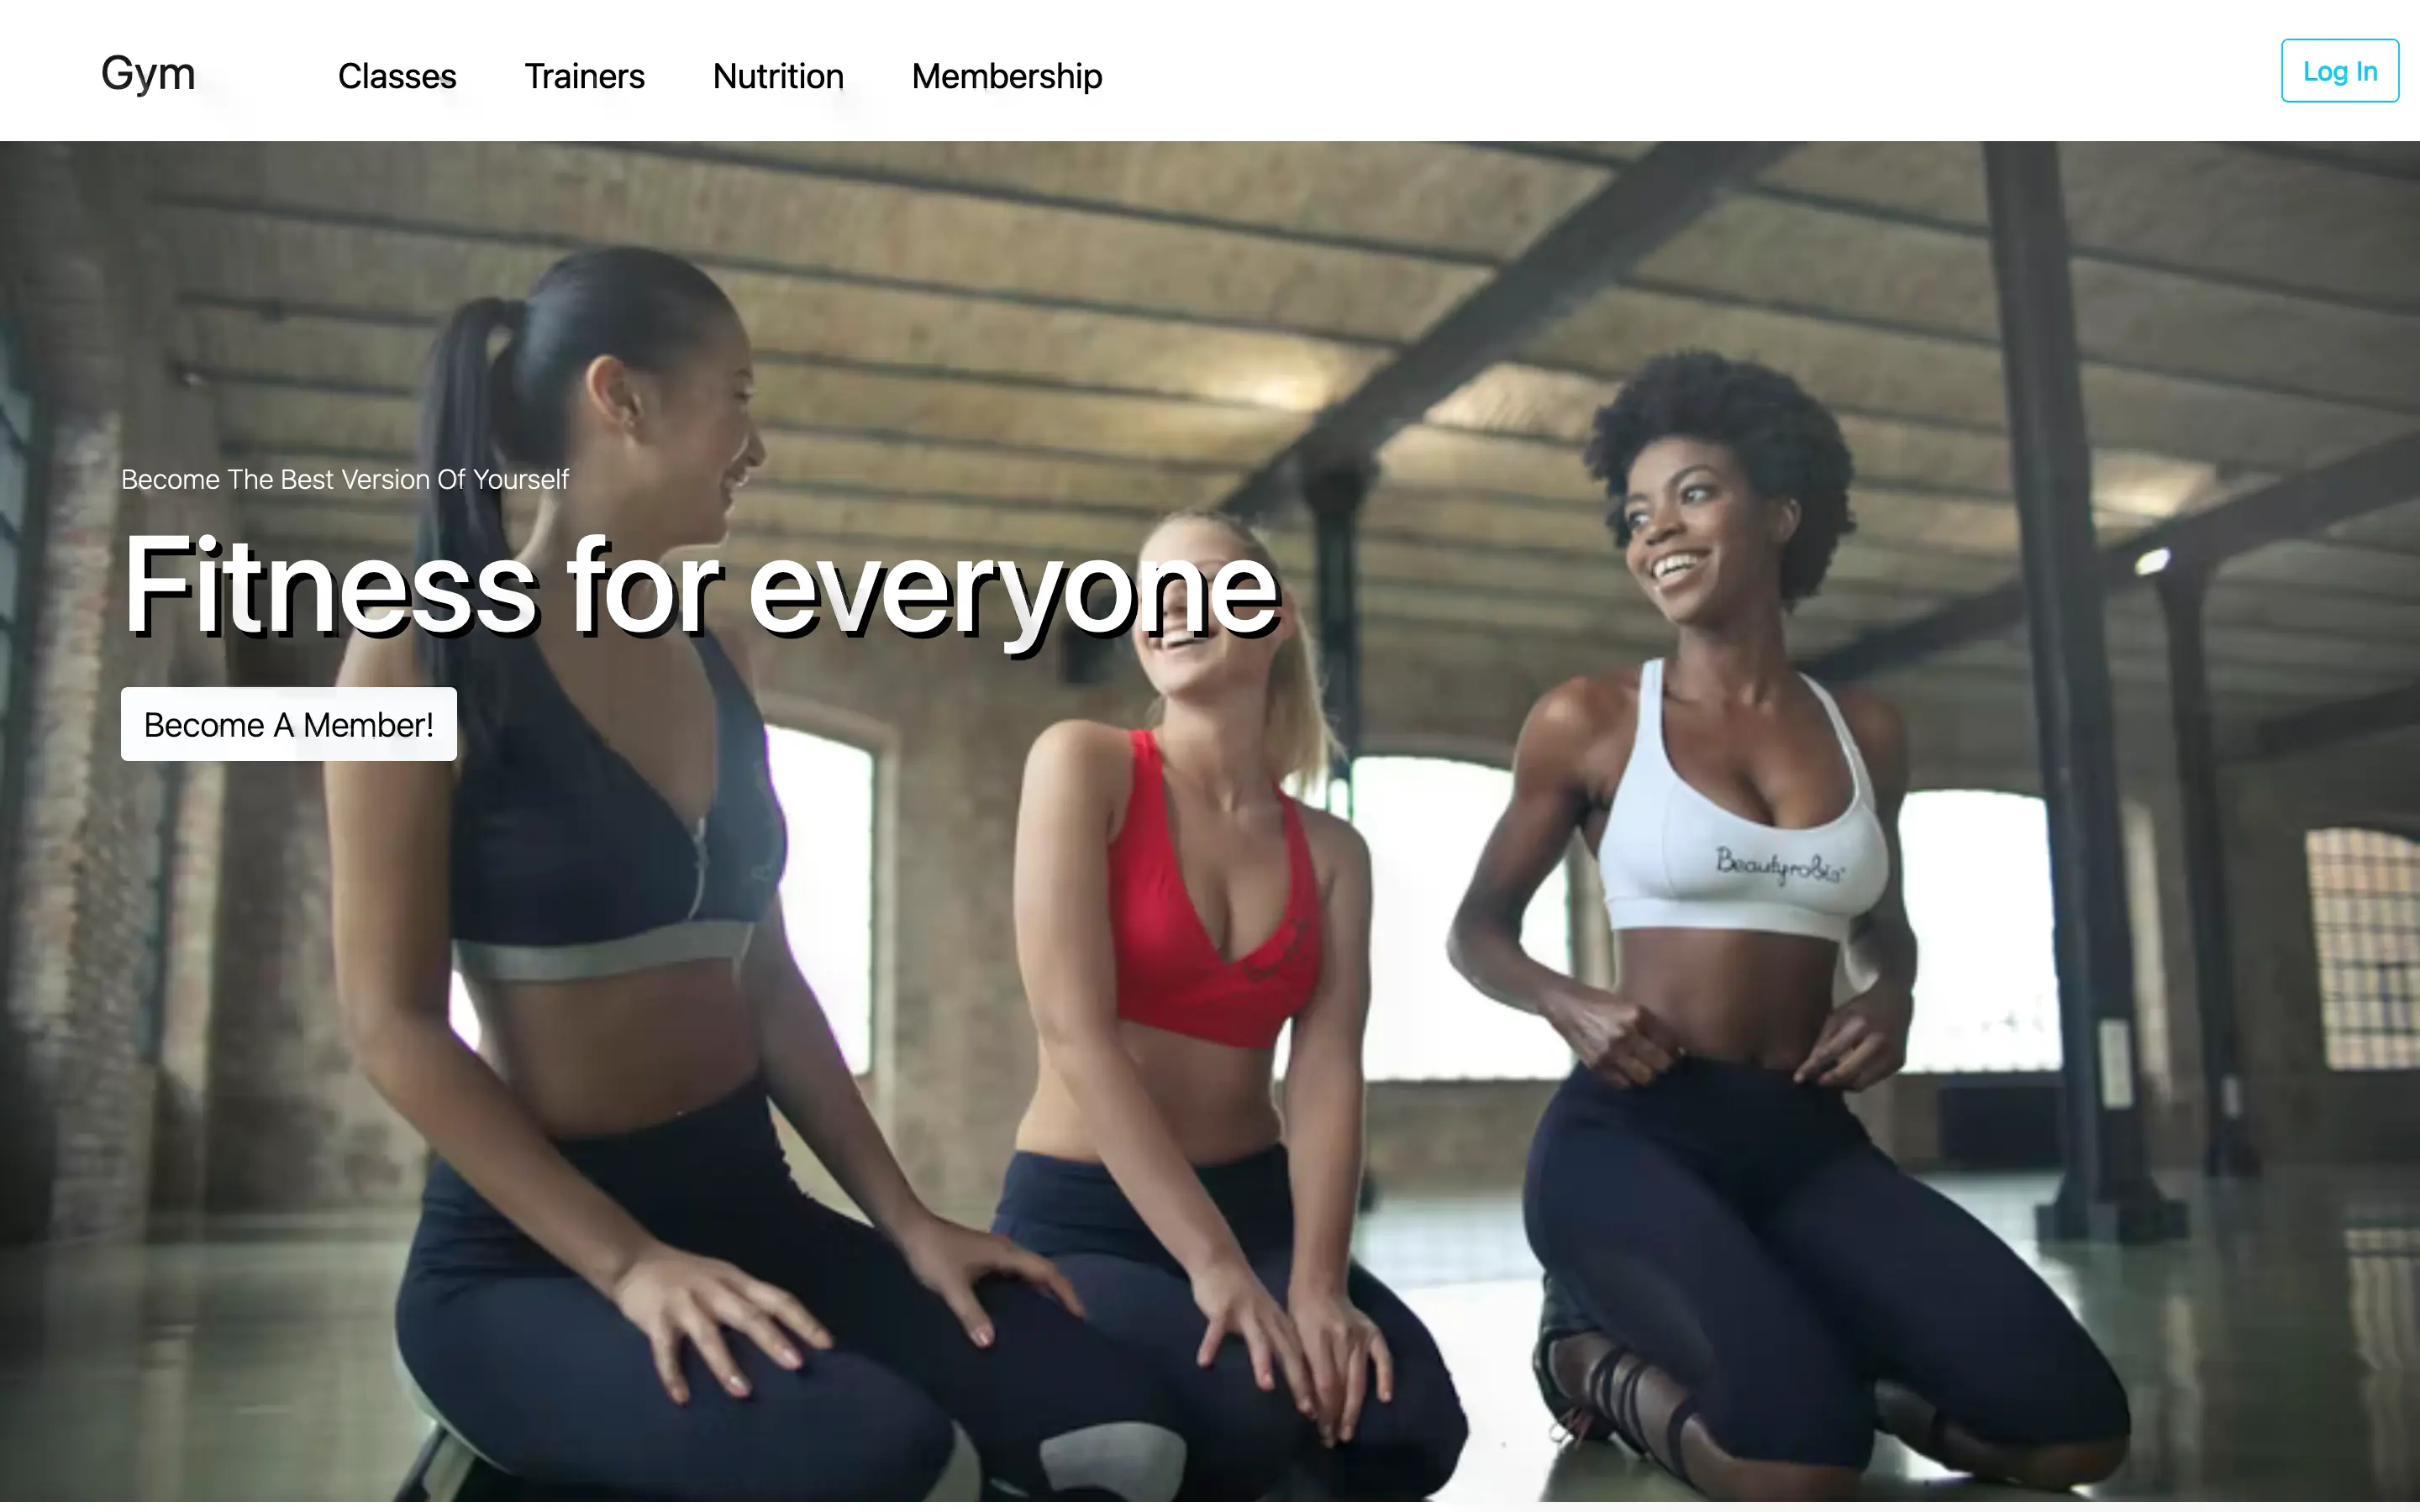 Gym
Classes Trainers Nutrition Membership
Log In
Become The Best Version Of Yourself
Fitness for everyone
Become A Member!
Beautyrobic®